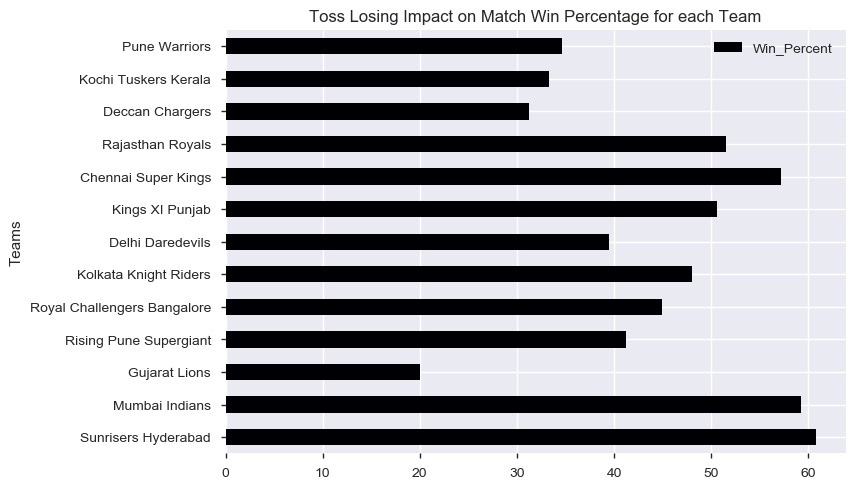 Toss Losing Impact on Match Win Percentage for each Team
Win_Percent
Teams
Pune Warriors
Kochi Tuskers Kerala
Deccan Chargers
Rajasthan Royals
Chennai Super Kings
Kings XI Punjab
Delhi Daredevils
Kolkata Knight Riders
Royal Challengers Bangalore
Rising Pune Supergiant
Gujarat Lions
Mumbai Indians
Sunrisers Hyderabad
0 10 20 30 40 50 60